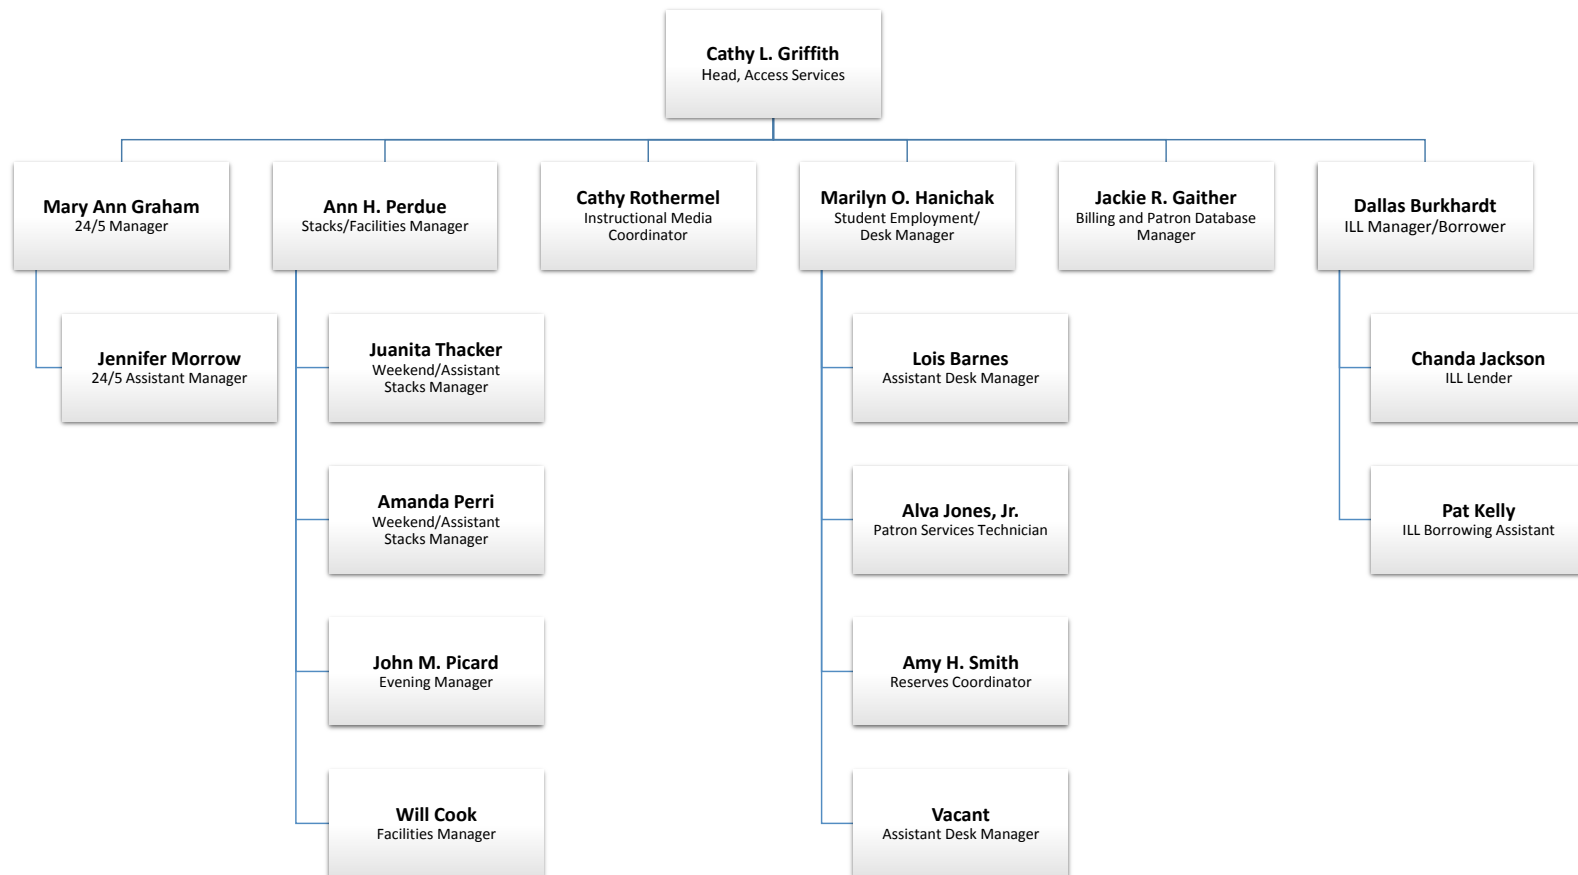 Cathy L. Griffith
Head, Access Services
Mary Ann Graham
24/5 Manager
Ann H. Perdue
Stacks/Facilities Manager
Cathy Rothermel
Instructional Media
Coordinator
Marilyn O. Hanichak
Student Employment/
Desk Manager
Jackie R. Gaither
Billing and Patron Database
Manager
Dallas Burkhardt
ILL Manager/Borrower
Jennifer Morrow
24/5 Assistant Manager
Juanita Thacker
Weekend/Assistant
Stacks Manager
Lois Barnes
Assistant Desk Manager
Chanda Jackson
ILL Lender
Amanda Perri
Weekend/Assistant
Stacks Manager
Alva Jones, Jr.
Patron Services Technician
Pat Kelly
ILL Borrowing Assistant
John M. Picard
Evening Manager
Amy H. Smith
Reserves Coordinator
Will Cook
Facilities Manager
Vacant
Assistant Desk Manager